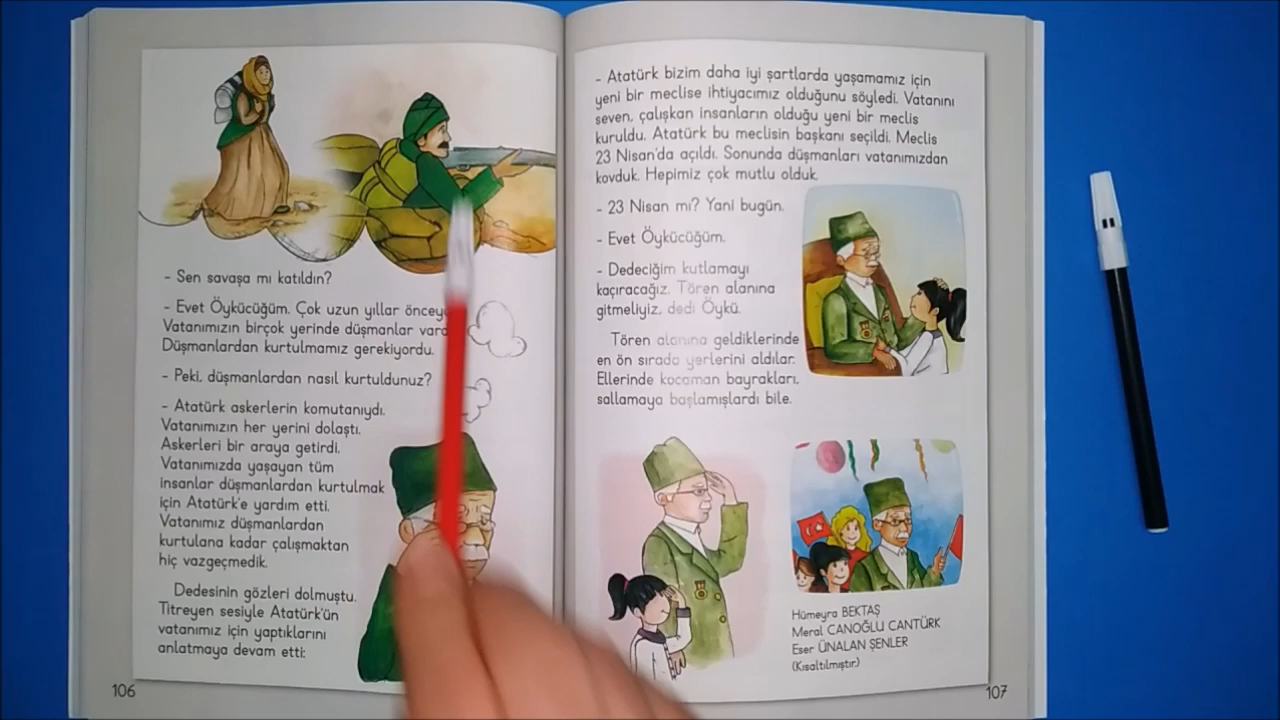 - Sen savaşa mı katıldın?
- Evet Öykücüğüm. Çok uzun yıllar
Vatanımızın birçok yerinde düşmanlar
Düşmanlardan kurtulmamız gerekiyordu.
- Peki, düşmanlardan nasıl kurtuldunuz?
- Atatürk askerlerin komutanıydı.
Vatanımızın her yerini dolaştı.
Askerleri bir araya getirdi.
Vatanımızda yaşayan tüm
insanlar düşmanlardan kurtulmak
için Atatürk'e yardım etti.
Vatanımız düşmanlardan
kurtulana kadar çalışmaktan
hiç vazgeçmedik.
Dedesinin gözleri dolmuştu.
Titreyen sesiyle Atatürk'ün
vatanımız için yaptıklarını
anlatmaya devam etti:
106
- Atatürk bizim daha iyi şartlarda yaşamamız için
yeni bir meclise ihtiyacımız olduğunu söyledi. Vatanını
seven, çalışkan insanların olduğu yeni bir meclis
kuruldu. Atatürk bu meclisin başkanı seçildi. Meclis
23 Nisan'da açıldı. Sonunda düşmanları vatanımızdan
kovduk. Hepimiz çok mutlu olduk.
- 23 Nisan mı? Yani bugün.
- Evet Öykücüğüm.
- Dedeciğim kutlamayı
kaçıracağız. Tören alanına
gitmeliyiz, dedi Öykü.
Tören alanına geldiklerinde
en ön sırada yerlerini aldılar.
Ellerinde kocaman bayrakları,
sallamaya başlamışlardı bile.
Hümeyra BEKTAŞ
Meral CANOĞLU CANTÜRK
Eser ÜNALAN ŞENLER
(Kısaltılmıştır.)
107